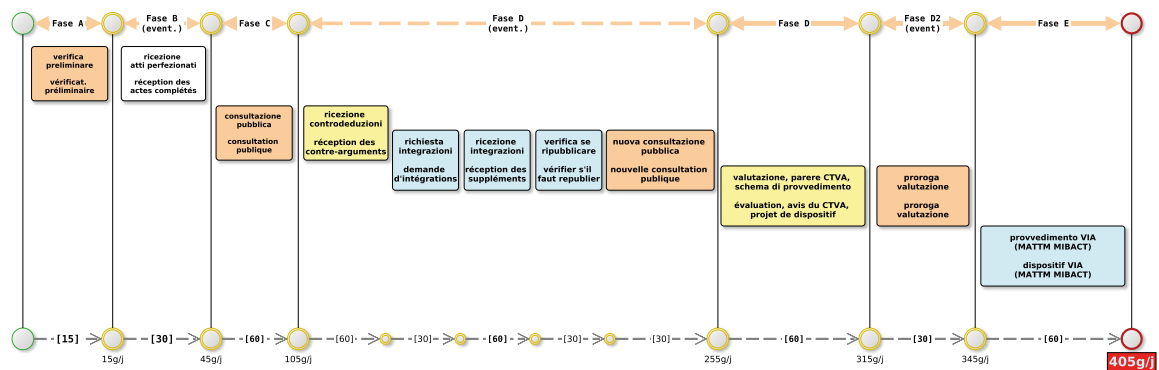 Fase A
Fase B
(event.)
Fase C
Fase D
(event.)
Fase D
Fase D2
(event)
Fase E
verifica
preliminare
vérificat.
préliminaire
ricezione
atti perfezionati
réception des
actes complétés
consultazione
pubblica
consultation
publique
ricezione
controdeduzioni
réception des
contre-arguments
richiesta
integrazioni
demande
d'intégrations
ricezione
integrazioni
réception des
suppléments
verifica se
ripubblicare
vérifier s'il
faut republier
nuova consultazione
pubblica
nouvelle consultation
publique
valutazione, parere CTVA,
schema di provvedimento
évaluation, avis du CTVA,
projet de dispositif
proroga
valutazione
proroga
valutazione
provvedimento VIA
(MATTM MIBACT)
dispositif VIA
(MATTM MIBACT)
[15]
[30]
[60]
[60]
[30]
[60]
[30]
[30]
[60]
[30]
[60]
15g/j
45g/j
105g/j
255g/j
315g/j
345g/j
405g/j